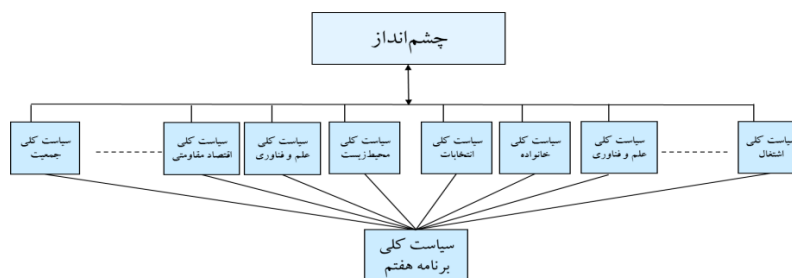 چشم‌انداز
سیاست کلی
اشتغال
سیاست کلی
علم و فناوری
سیاست کلی
خانواده
سیاست کلی
انتخابات
سیاست کلی
محیط‌زیست
سیاست کلی
علم و فناوری
سیاست کلی
اقتصاد مقاومتی
سیاست کلی
جمعیت
سیاست کلی
برنامه هفتم